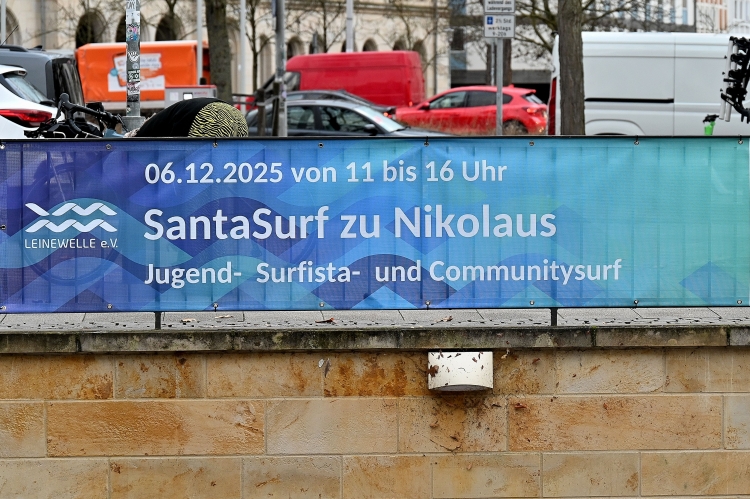 06.12.2025 von 11 bis 16 Uhr
SantaSurf zu Nikolaus
LEINEWELLE e.V.
Jugend- Surfista- und Communitysurf